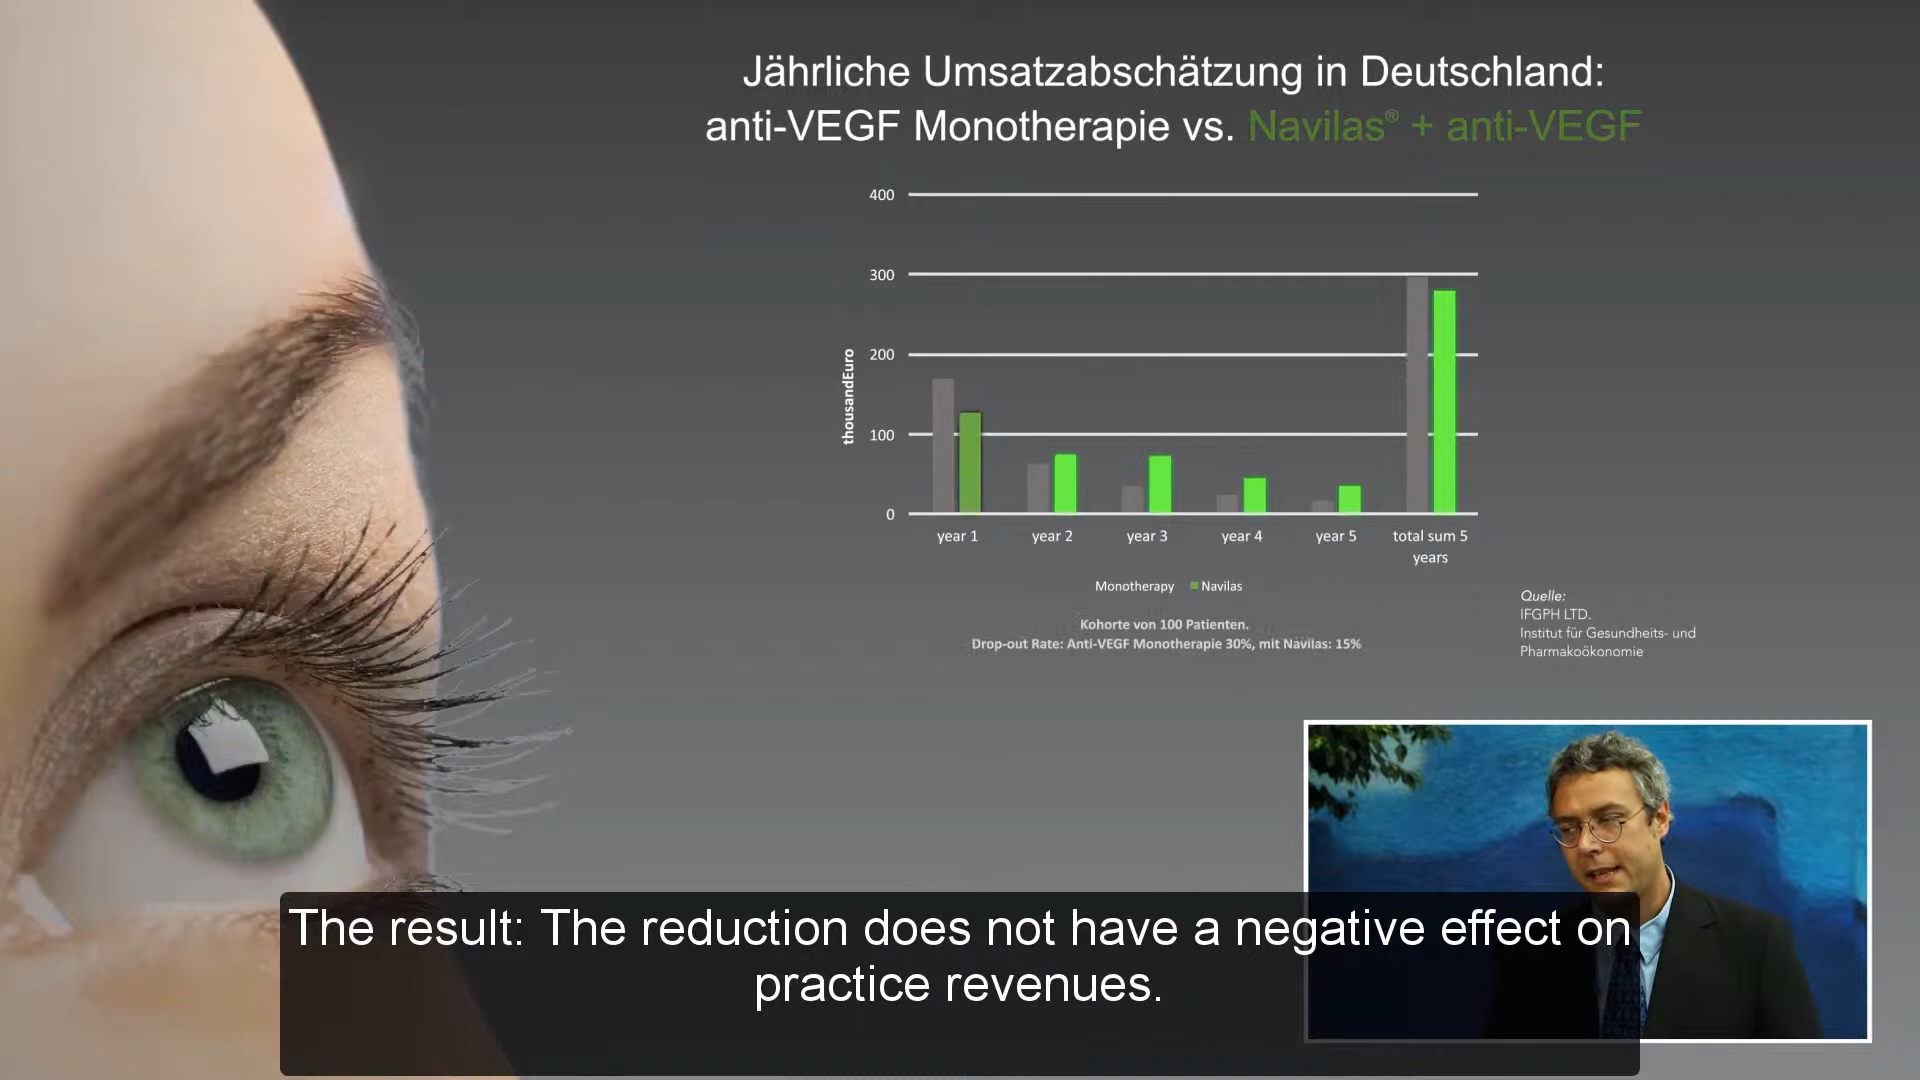 Jährliche Umsatzabschätzung in Deutschland:
anti-VEGF Monotherapie vs. Navilas® + anti-VEGF
400
300
200
100
0
thousandEuro
year 1
year 2
year 3
year 4
year 5
total sum 5
years
Monotherapy
Navilas
Kohorte von 100 Patienten.
Drop-out Rate: Anti-VEGF Monotherapie 30%, mit Navilas: 15%
Quelle:
IFGPH LTD.
Institut für Gesundheits- und
Pharmakoökonomie
The result: The reduction does not have a negative effect on
practice revenues.